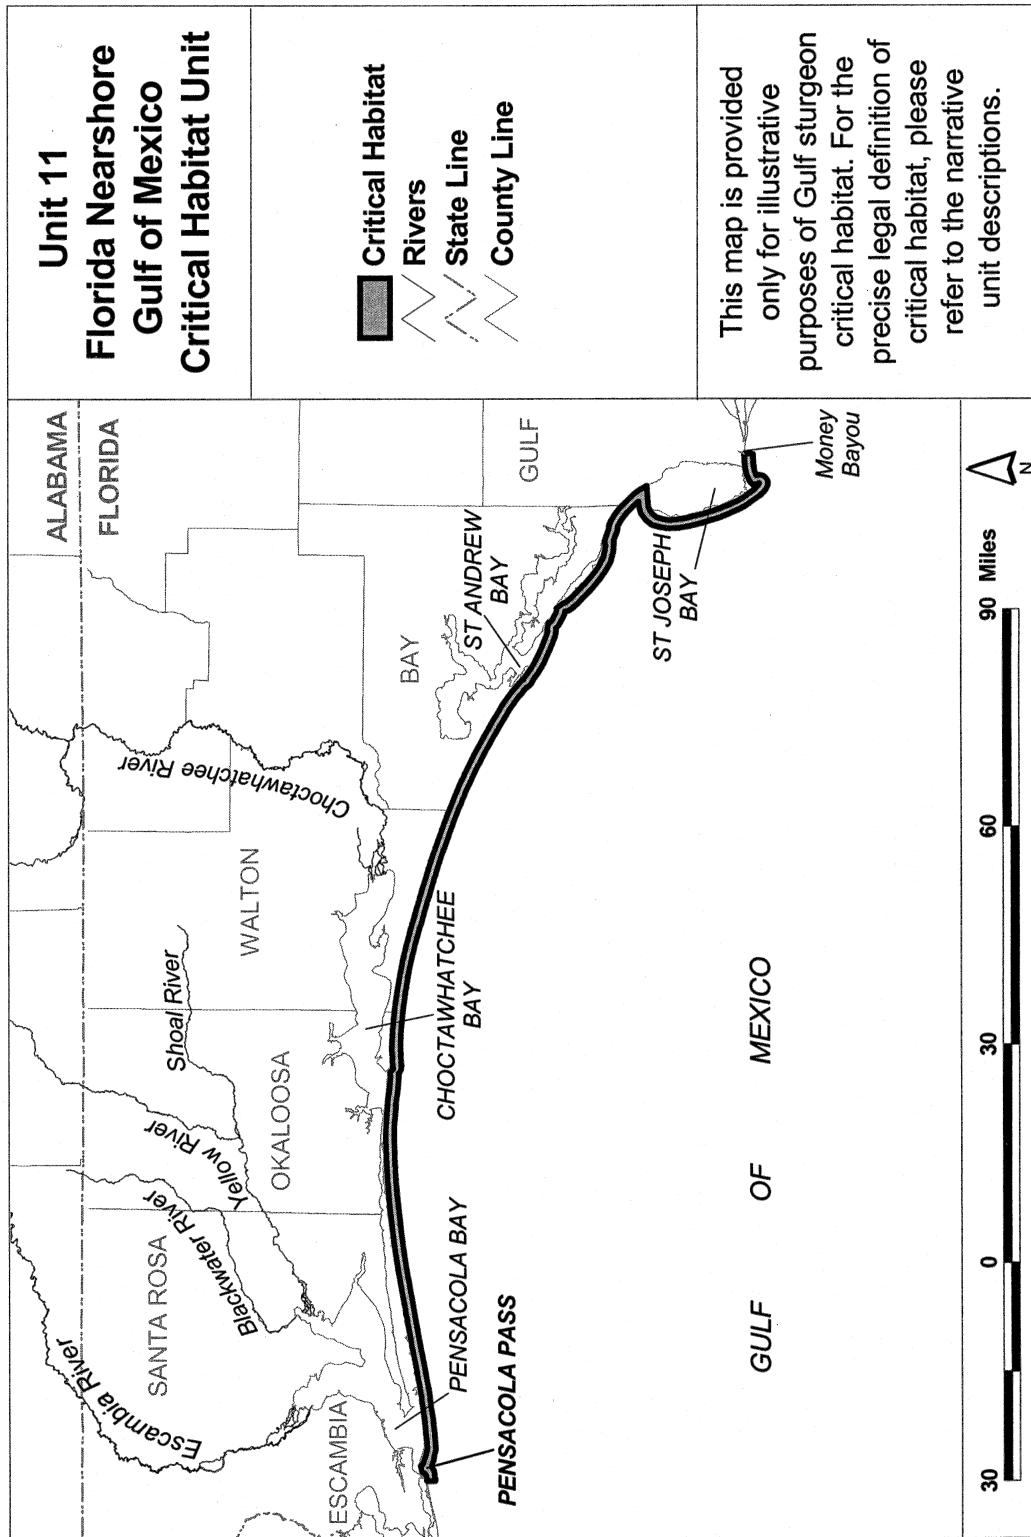 Unit 11
Florida Nearshore
Gulf of Mexico
Critical Habitat Unit
Critical Habitat
Rivers
State Line
County Line
This map is provided
only for illustrative
purposes of Gulf sturgeon
critical habitat. For the
precise legal definition of
critical habitat, please
refer to the narrative
unit descriptions.
ALABAMA
FLORIDA
Escambia River
SANTA ROSA
Blackwater River
Yellow River
Shoal River
OKALOOSA
WALTON
Choctawhatchee River
ESCAMBIA
BAY
GULF
ST ANDREW
BAY
PENSACOLA BAY
PENSACOLA PASS
CHOCTAWHATCHEE
BAY
ST JOSEPH
BAY
Money
Bayou
GULF OF MEXICO
30 0 30 60 90 Miles
N